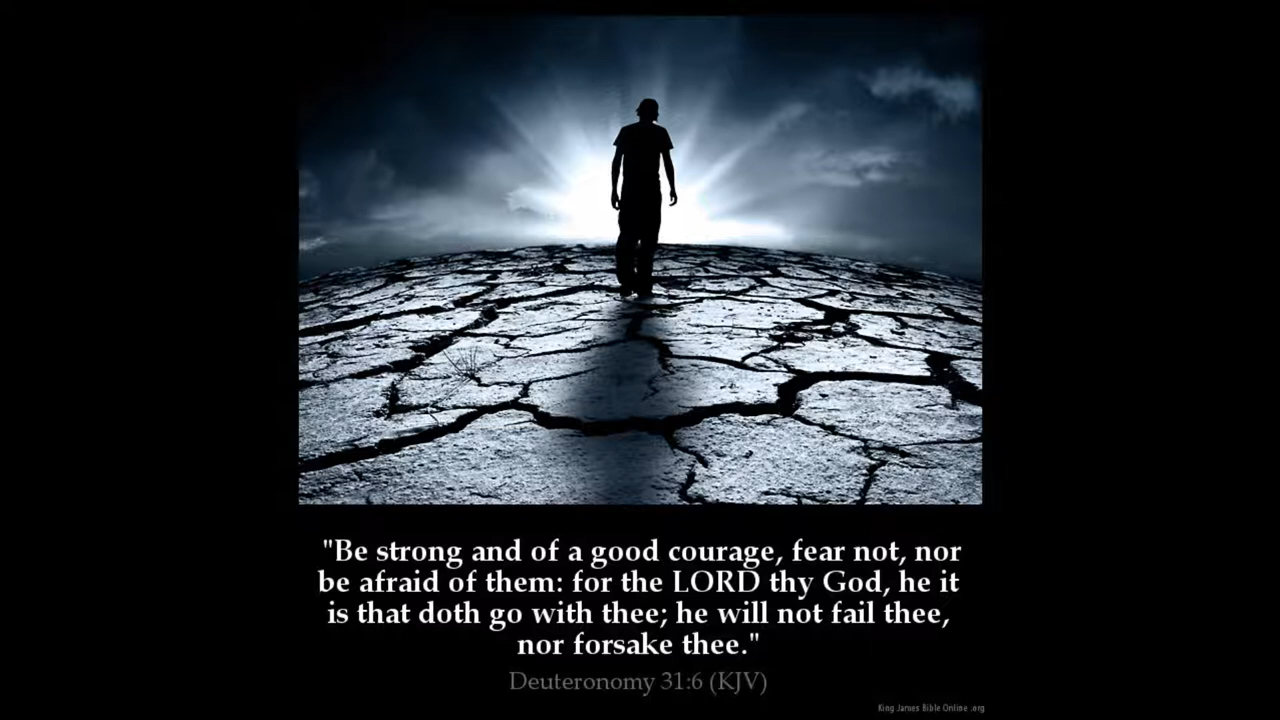 "Be strong and of a good courage, fear not, nor
be afraid of them: for the LORD thy God, he it
is that doth go with thee; he will not fail thee,
nor forsake thee."
Deuteronomy 31:6 (KJV)
King James Bible Online .org